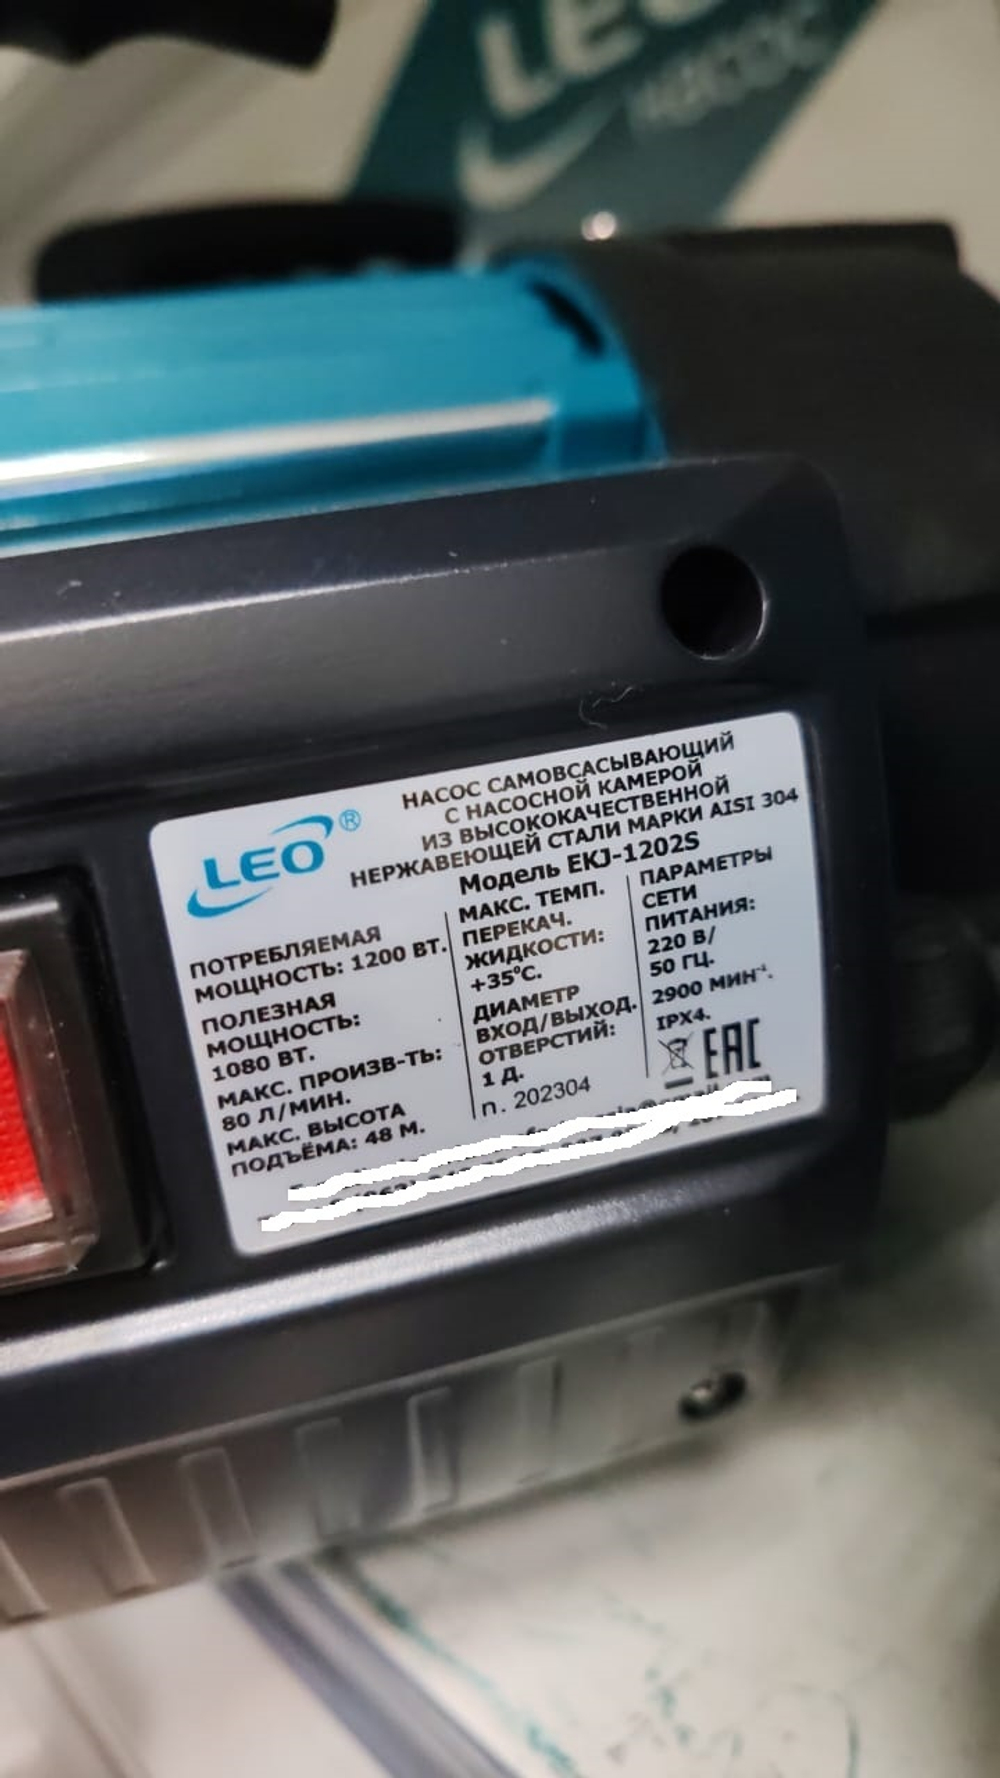 LEO
НАСОС
LEO®
НАСОС САМОВСАСЫВАЮЩИЙ
С НАСОСНОЙ КАМЕРОЙ
ИЗ ВЫСОКОКАЧЕСТВЕННОЙ
НЕРЖАВЕЮЩЕЙ СТАЛИ МАРКИ AISI 304
Модель EKJ-1202S
ПОТРЕБЛЯЕМАЯ
МОЩНОСТЬ: 1200 ВТ.
ПОЛЕЗНАЯ
МОЩНОСТЬ:
1080 ВТ.
МАКС. ПРОИЗВ-ТЬ:
80 Л/МИН.
МАКС. ВЫСОТА
ПОДЪЁМА: 48 М.
МАКС. ТЕМП.
ПЕРЕКАЧ.
ЖИДКОСТИ:
+35°C.
ДИАМЕТР
ВХОД/ВЫХОД.
ОТВЕРСТИЙ:
1 Д.
п. 202304
ПАРАМЕТРЫ
СЕТИ
ПИТАНИЯ:
220 В/
50 ГЦ.
2900 МИН⁻¹.
IPX4.
EAC